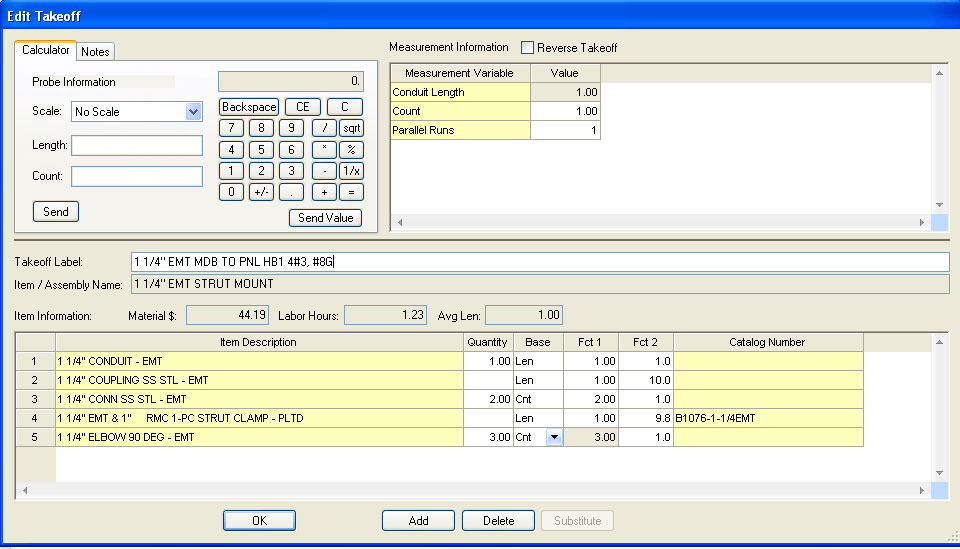 Edit Takeoff
Calculator Notes
Probe Information 0.
Scale: No Scale
Length:
Count:
Send
Backspace CE C
7 8 9 / sqrt
4 5 6 * %
1 2 3 - 1/x
0 +/- . + =
Send Value
Measurement Information Reverse Takeoff
Measurement Variable Value
Conduit Length 1.00
Count 1.00
Parallel Runs 1
Takeoff Label: 1 1/4" EMT MDB TO PNL HB1 4#3, #8G
Item / Assembly Name: 1 1/4" EMT STRUT MOUNT
Item Information: Material $: 44.19 Labor Hours: 1.23 Avg Len: 1.00
Item Description Quantity Base Fct 1 Fct 2 Catalog Number
1 1 1/4" CONDUIT - EMT 1.00 Len 1.00 1.0
2 1 1/4" COUPLING SS STL - EMT Len 1.00 10.0
3 1 1/4" CONN SS STL - EMT 2.00 Cnt 2.00 1.0
4 1 1/4" EMT & 1" RMC 1-PC STRUT CLAMP - PLTD Len 1.00 9.8 B1076-1-1/4EMT
5 1 1/4" ELBOW 90 DEG - EMT 3.00 Cnt 3.00 1.0
OK Add Delete Substitute